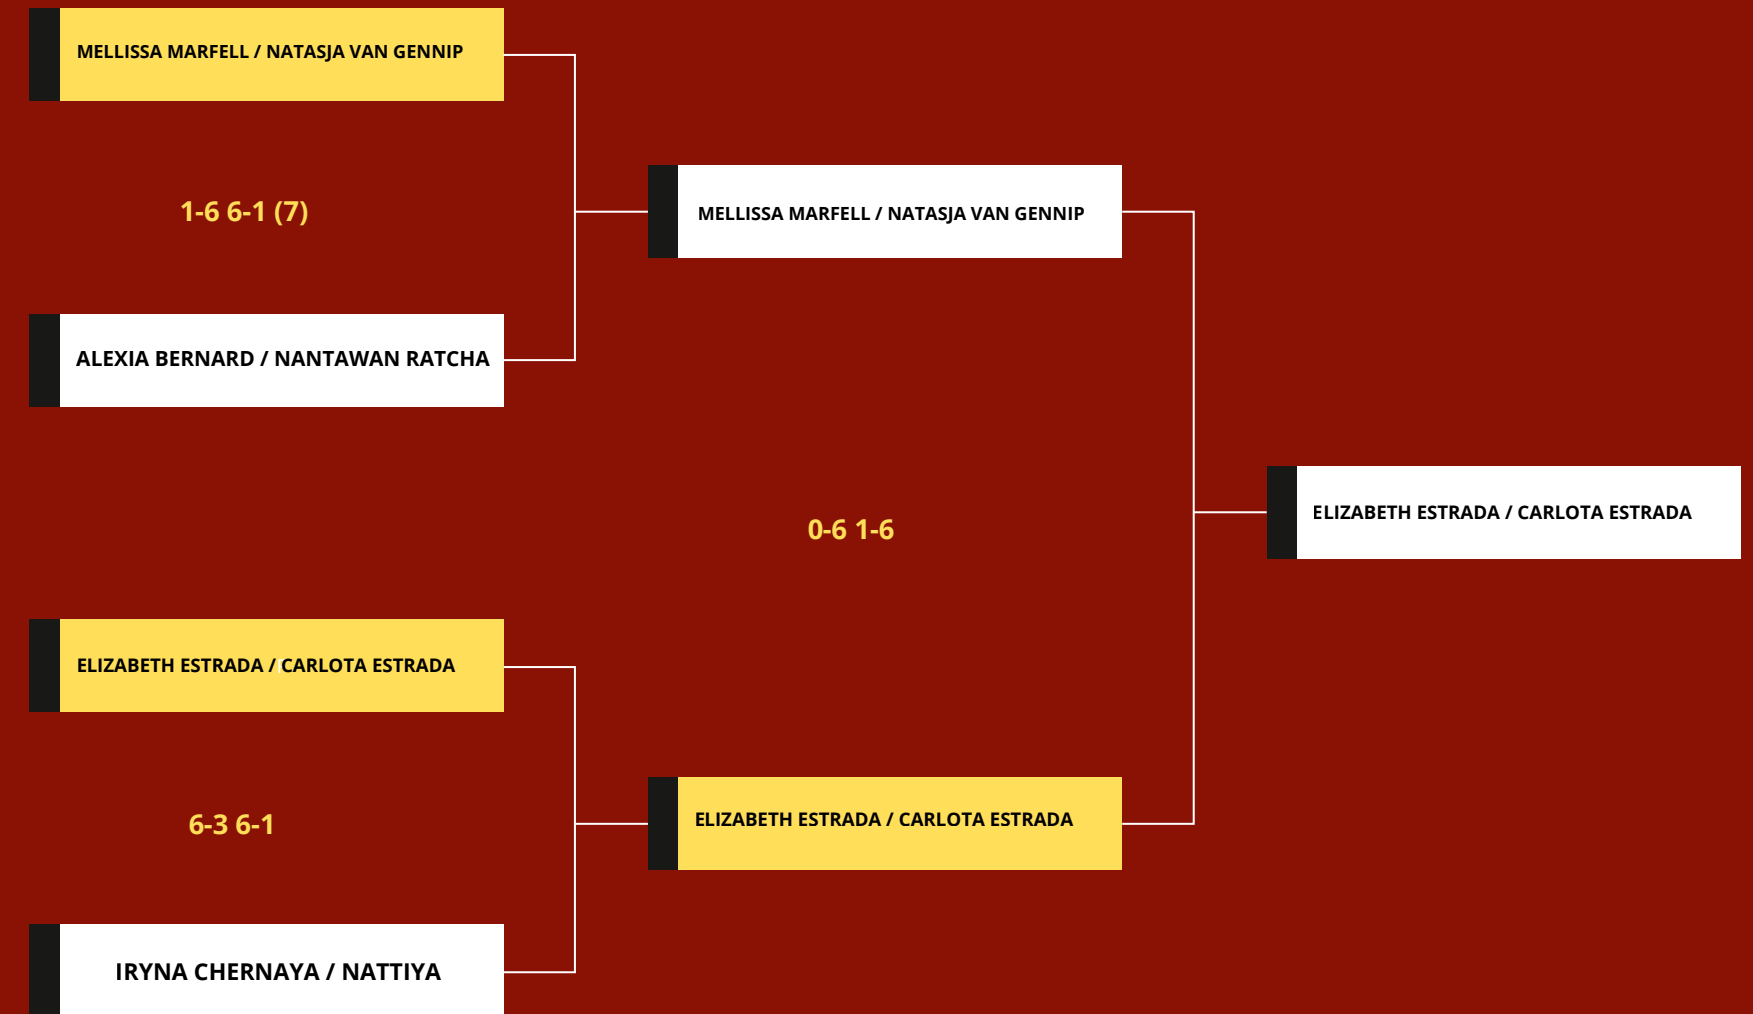 MELLISSA MARFELL / NATASJA VAN GENNIP
1-6 6-1 (7)
MELLISSA MARFELL / NATASJA VAN GENNIP
ALEXIA BERNARD / NANTAWAN RATCHA
0-6 1-6
ELIZABETH ESTRADA / CARLOTA ESTRADA
ELIZABETH ESTRADA / CARLOTA ESTRADA
6-3 6-1
ELIZABETH ESTRADA / CARLOTA ESTRADA
IRYNA CHERNAYA / NATTIYA